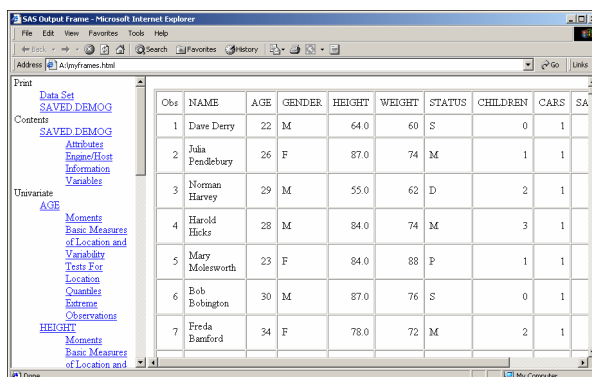 SAS Output Frame - Microsoft Internet Explorer
File Edit View Favorites Tools Help
Back Search Favorites History
Address A:\myframes.html Go Links
Print
Data Set
SAVED.DEMOG
Contents
SAVED.DEMOG
Attributes
Engine/Host
Information
Variables
Univariate
AGE
Moments
Basic Measures
of Location and
Variability
Tests For
Location
Quantiles
Extreme
Observations
HEIGHT
Moments
Basic Measures
of Location and
Obs NAME AGE GENDER HEIGHT WEIGHT STATUS CHILDREN CARS SA
1 Dave Derry 22 M 64.0 60 S 0 1
2 Julia Pendlebury 26 F 87.0 74 M 1 1
3 Norman Harvey 29 M 55.0 62 D 2 1
4 Harold Hicks 28 M 84.0 74 M 3 1
5 Mary Molesworth 23 F 84.0 88 P 1 1
6 Bob Bobington 30 M 87.0 76 S 0 1
7 Freda Bamford 34 F 78.0 72 M 2 1
Done My Computer